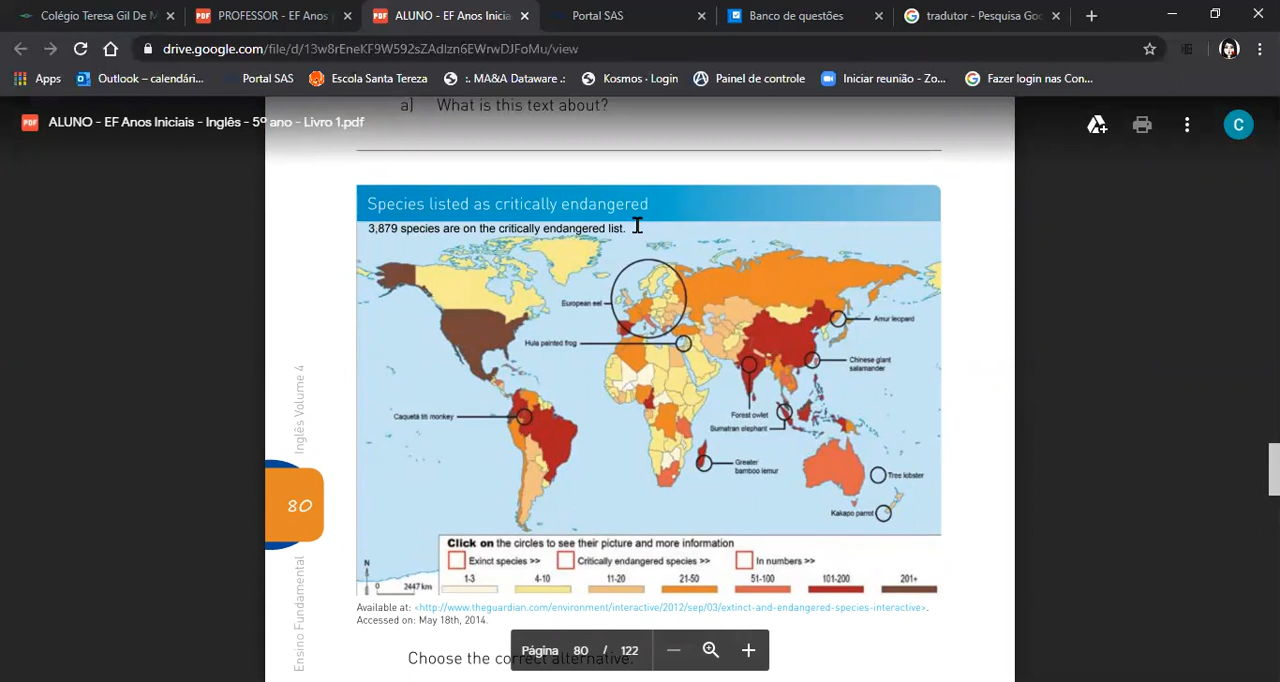 Colégio Teresa Gil De M
PROFESSOR - EF Anos
ALUNO - EF Anos Inicia
Portal SAS
Banco de questões
tradutor - Pesquisa Goo
drive.google.com/file/d/13w8rEneKF9W592sZAdIzn6EWrwDJFoMu/view
Apps
Outlook – calendári...
Portal SAS
Escola Santa Tereza
:. MA&A Dataware .:
Kosmos · Login
Painel de controle
Iniciar reunião - Zo...
Fazer login nas Con...
a] What is this text about?
ALUNO - EF Anos Iniciais - Inglês - 5º ano - Livro 1.pdf
C
Species listed as critically endangered
3,879 species are on the critically endangered list.
European eel
Amur leopard
Hula painted frog
Chinese giant
salamander
Caquetá titi monkey
Forest owlet
Sumatran elephant
Greater
bamboo lemur
Tree lobster
Kakapo parrot
Inglês Volume 4
80
Ensino Fundamental
Click on the circles to see their picture and more information
Exinct species >>
Critically endangered species >>
In numbers >>
N
0 2447 km
1-3
4-10
11-20
21-50
51-100
101-200
201+
Available at: <http://www.theguardian.com/environment/interactive/2012/sep/03/extinct-and-endangered-species-interactive>.
Accessed on: May 18th, 2014.
Choose the correct alternative.
Página 80 / 122